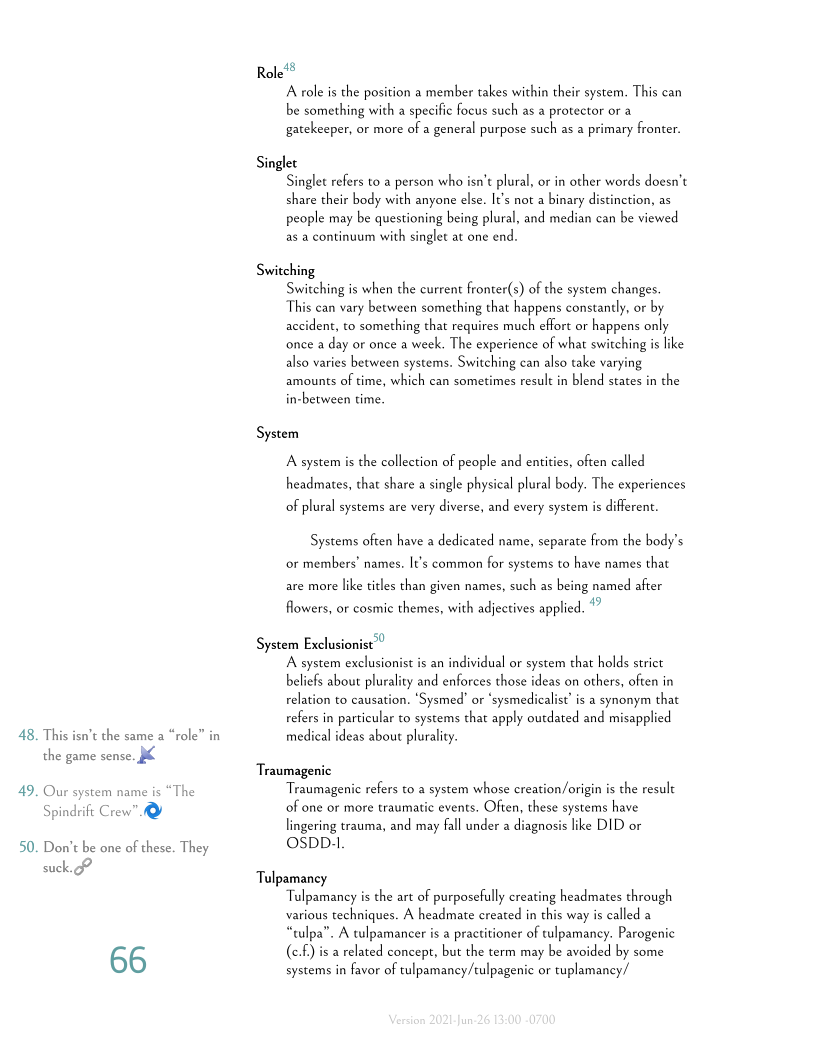 Role48
A role is the position a member takes within their system. This can
be something with a specific focus such as a protector or a
gatekeeper, or more of a general purpose such as a primary fronter.
Singlet
Singlet refers to a person who isn't plural, or in other words doesn't
share their body with anyone else. It's not a binary distinction, as
people may be questioning being plural, and median can be viewed
as a continuum with singlet at one end.
Switching
Switching is when the current fronter(s) of the system changes.
This can vary between something that happens constantly, or by
accident, to something that requires much effort or happens only
once a day or once a week. The experience of what switching is like
also varies between systems. Switching can also take varying
amounts of time, which can sometimes result in blend states in the
in-between time.
System
A system is the collection of people and entities, often called
headmates, that share a single physical plural body. The experiences
of plural systems are very diverse, and every system is different.
Systems often have a dedicated name, separate from the body's
or members' names. It's common for systems to have names that
are more like titles than given names, such as being named after
flowers, or cosmic themes, with adjectives applied. 49
System Exclusionist50
A system exclusionist is an individual or system that holds strict
beliefs about plurality and enforces those ideas on others, often in
relation to causation. 'Sysmed' or 'sysmedicalist' is a synonym that
refers in particular to systems that apply outdated and misapplied
medical ideas about plurality.
Traumagenic
Traumagenic refers to a system whose creation/origin is the result
of one or more traumatic events. Often, these systems have
lingering trauma, and may fall under a diagnosis like DID or
OSDD-1.
Tulpamancy
Tulpamancy is the art of purposefully creating headmates through
various techniques. A headmate created in this way is called a
"tulpa". A tulpamancer is a practitioner of tulpamancy. Parogenic
(c.f.) is a related concept, but the term may be avoided by some
systems in favor of tulpamancy/tulpagenic or tuplamancy/
48. This isn't the same a "role" in
the game sense.
49. Our system name is "The
Spindrift Crew".
50. Don't be one of these. They
suck.
66
Version 2021-Jun-26 13:00 -0700